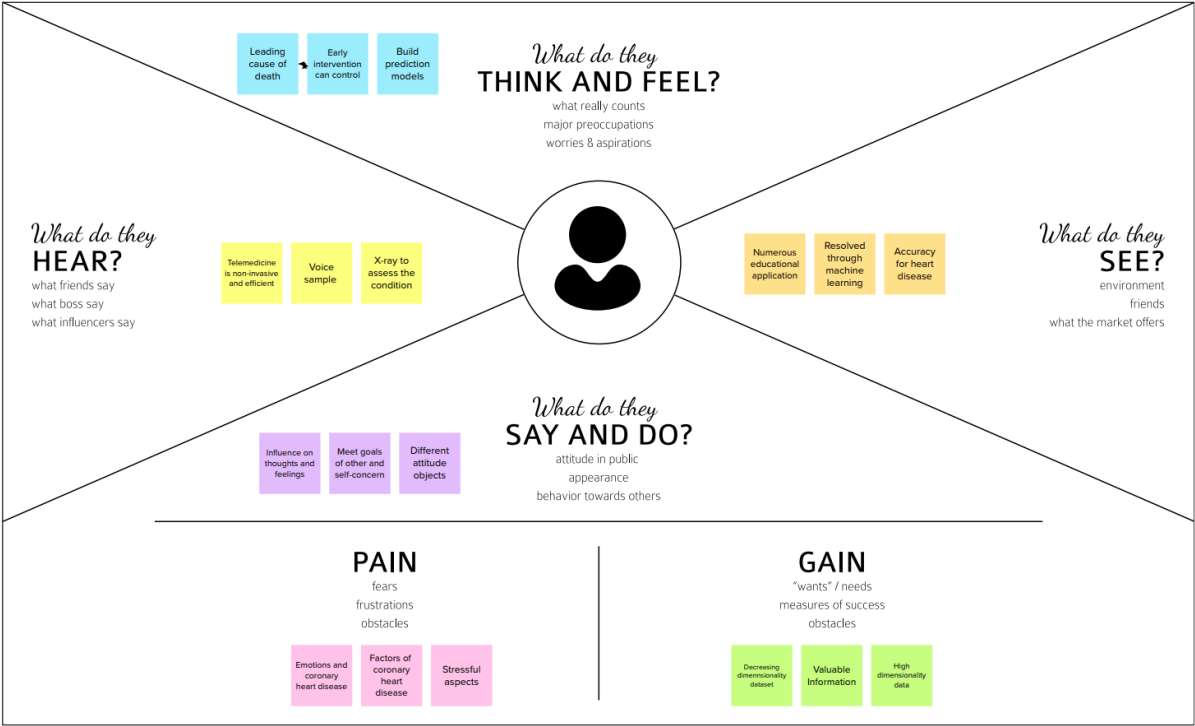 Leading
cause of
death
Early
intervention
can control
Build
prediction
models
What do they
THINK AND FEEL?
what really counts
major preoccupations
worries & aspirations
What do they
HEAR?
what friends say
what boss say
what influencers say
Telemedicine
is non-invasive
and efficient
Voice
sample
X-ray to
assess the
condition
Numerous
educational
application
Resolved
through
machine
learning
Accuracy
for heart
disease
What do they
SEE?
environment
friends
what the market offers
What do they
SAY AND DO?
attitude in public
appearance
behavior towards others
Influence on
thoughts and
feelings
Meet goals
of other and
self-concern
Different
attitude
objects
PAIN
fears
frustrations
obstacles
Emotions and
coronary
heart disease
Factors of
coronary
heart
disease
Stressful
aspects
GAIN
“wants” / needs
measures of success
obstacles
Decreasing
dimennsionality
dataset
Valuable
Information
High
dimensionality
data